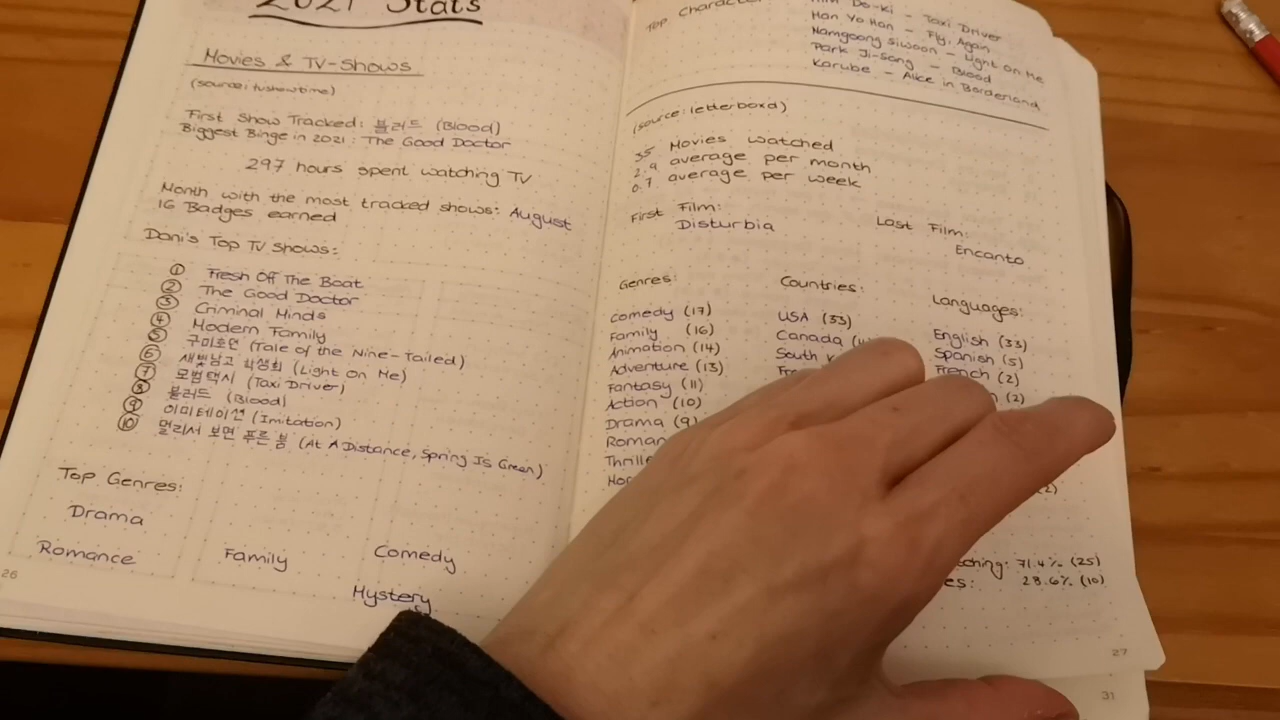 2021 Stats
Movies & TV-Shows
(source: tvshowtime)
First Show Tracked: 블러드 (Blood)
Biggest Binge in 2021: The Good Doctor
297 hours spent watching TV
Month with the most tracked shows: August
16 Badges earned
Dani's Top TV Shows:
① Fresh Off The Boat
② The Good Doctor
③ Criminal Minds
④ Modern Family
⑤ 구미호뎐 (Tale of the Nine-Tailed)
⑥ 새빛남고 학생회 (Light On Me)
⑦ 모범택시 (Taxi Driver)
⑧ 블러드 (Blood)
⑨ 이미테이션 (Imitation)
⑩ 멀리서 보면 푸른 봄 (At A Distance, Spring Is Green)
Top Genres:
Drama
Romance Family Comedy
Mystery
26
Top Character
Do-Ki - Taxi Driver
Han Yo Han - Fly, Again
Namgoong Siwoon - Light On Me
Park Ji-Sang - Blood
Karube - Alice in Borderland
(source: letterboxd)
35 Movies watched
2.9 average per month
0.7 average per week
First Film:
Disturbia
Last Film:
Encanto
Genres:
Comedy (17)
Family (16)
Animation (14)
Adventure (13)
Fantasy (11)
Action (10)
Drama (9)
Roman
Thrille
Hor
Countries:
USA (33)
Canada
South K
Fr
Languages:
English (33)
Spanish (5)
French (2)
(2)
(2)
ching: 71.4% (25)
es: 28.6% (10)
27
31